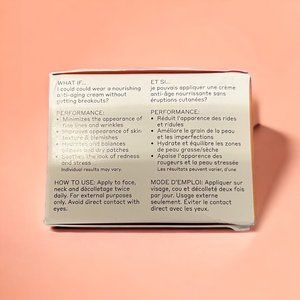 WHAT IF...
I could could wear a nourishing
anti-aging cream without
getting breakouts?
PERFORMANCE:
• Minimizes the appearance of
fine lines and wrinkles
• Improves appearance of skin
texture & blemishes
• Hydrates and balances
oily and dry patches
• Soothes the look of redness
and stress
Individual results may vary.
HOW TO USE: Apply to face,
neck and décolletage twice
daily. For external purposes
only. Avoid direct contact with
eyes.
ET SI...
je pouvais appliquer une crème
anti-âge nourrissante sans
éruptions cutanées?
PERFORMANCE:
• Réduit l'apparence des rides
et ridules
• Améliore le grain de la peau
et les imperfections
• Hydrate et équilibre les zones
de peau grasse/sèche
• Apaise l'apparence des
rougeurs et la peau stressée
Les résultats peuvent varier, d'une
MODE D'EMPLOI: Appliquer sur
visage, cou et décolleté deux fois
par jour. Usage externe
seulement. Éviter le contact
direct avec les yeux.